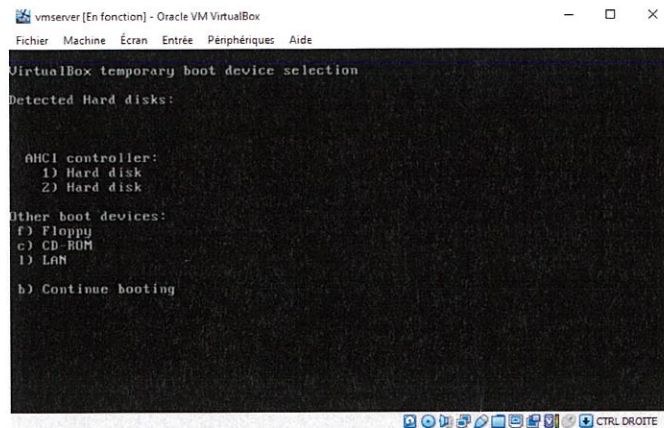 vmserver [En fonction] - Oracle VM VirtualBox
Fichier Machine Écran Entrée Périphériques Aide
VirtualBox temporary boot device selection
Detected Hard disks:
AHCI controller:
1) Hard disk
2) Hard disk
Other boot devices:
f) Floppy
c) CD-ROM
l) LAN
b) Continue booting
CTRL DROITE